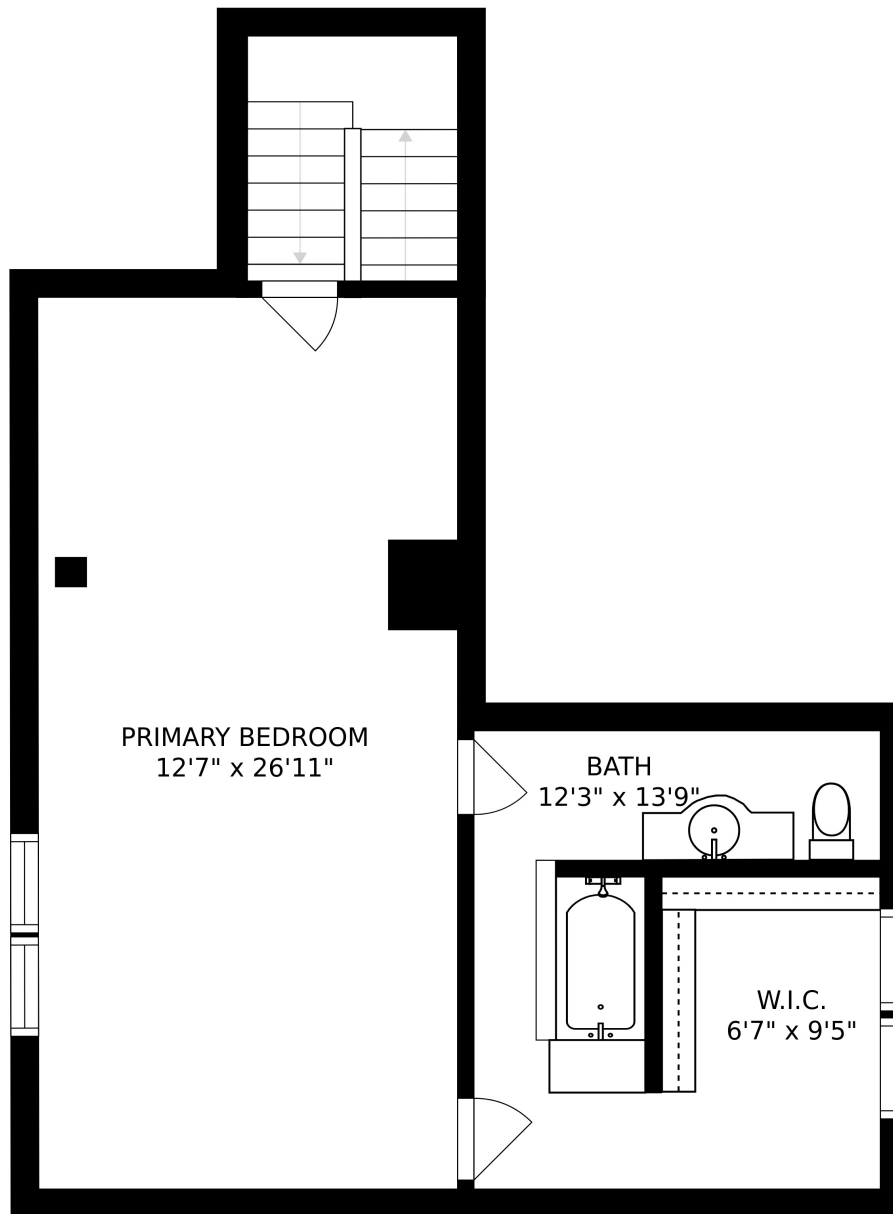 PRIMARY BEDROOM
12'7" x 26'11"
BATH
12'3" x 13'9"
W.I.C.
6'7" x 9'5"